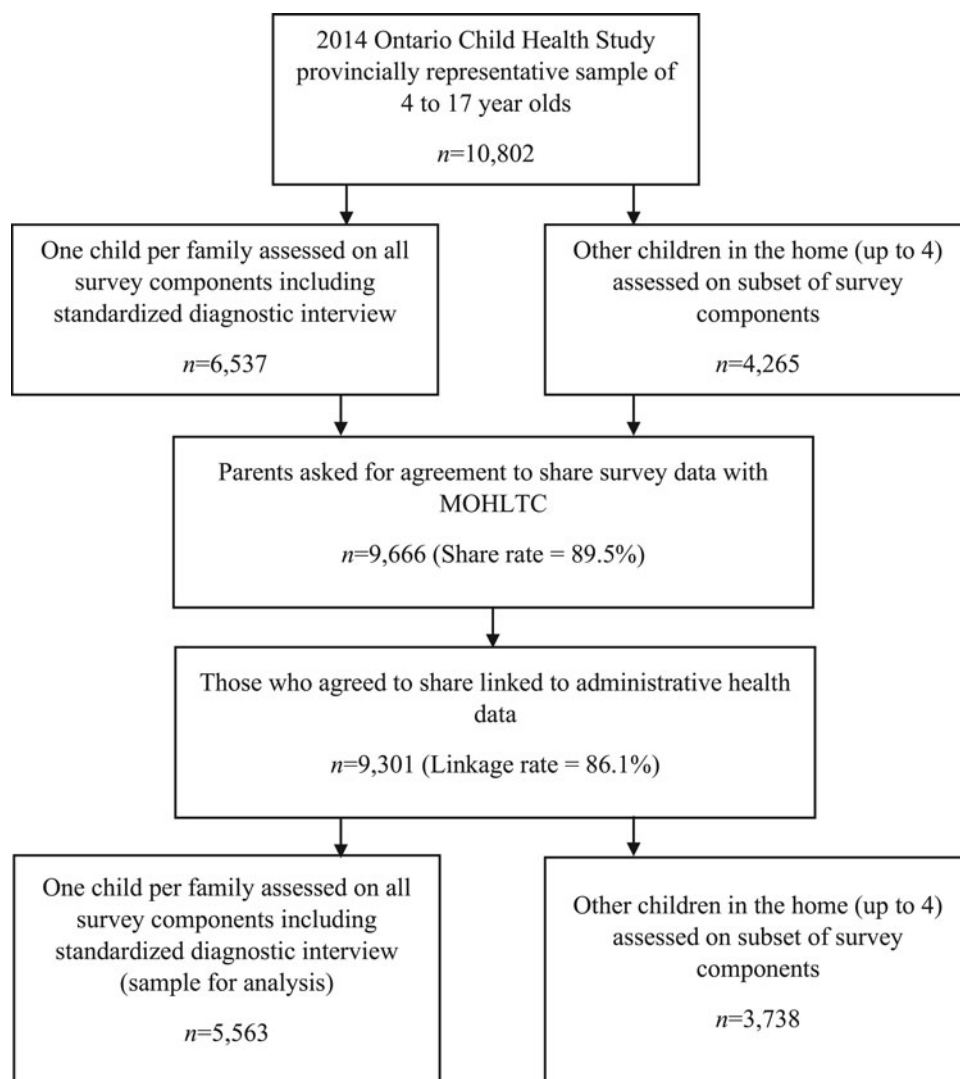 2014 Ontario Child Health Study
provincially representative sample of
4 to 17 year olds
n=10,802
One child per family assessed on all
survey components including
standardized diagnostic interview
n=6,537
Other children in the home (up to 4)
assessed on subset of survey
components
n=4,265
Parents asked for agreement to share survey data with
MOHLTC
n=9,666 (Share rate = 89.5%)
Those who agreed to share linked to administrative health
data
n=9,301 (Linkage rate = 86.1%)
One child per family assessed on all
survey components including
standardized diagnostic interview
(sample for analysis)
n=5,563
Other children in the home (up to 4)
assessed on subset of survey
components
n=3,738